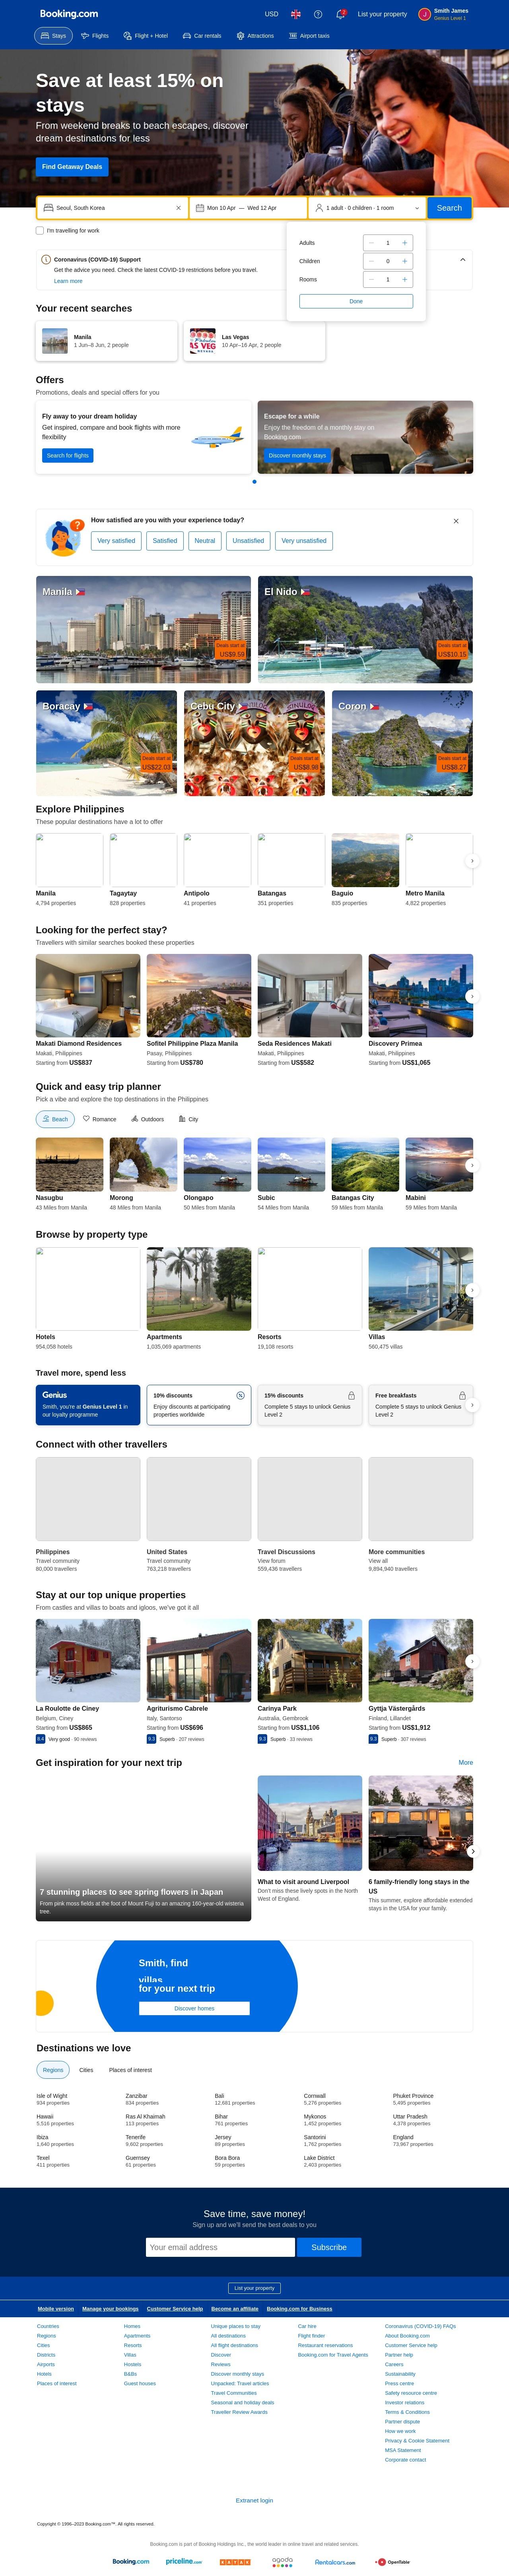 Booking.com
USD
2
List your property
J
Smith James
Genius Level 1
Stays
Flights
Flight + Hotel
Car rentals
Attractions
Airport taxis
Save at least 15% on
stays
From weekend breaks to beach escapes, discover
dream destinations for less
Find Getaway Deals
Seoul, South Korea
Mon 10 Apr — Wed 12 Apr
1 adult · 0 children · 1 room
Search
I'm travelling for work
Adults
1
Children
0
Rooms
1
Done
Coronavirus (COVID-19) Support
Get the advice you need. Check the latest COVID-19 restrictions before you travel.
Learn more
Your recent searches
Manila
1 Jun–8 Jun, 2 people
Las Vegas
10 Apr–16 Apr, 2 people
Offers
Promotions, deals and special offers for you
Fly away to your dream holiday
Get inspired, compare and book flights with more
flexibility
Search for flights
Escape for a while
Enjoy the freedom of a monthly stay on
Booking.com
Discover monthly stays
How satisfied are you with your experience today?
Very satisfied
Satisfied
Neutral
Unsatisfied
Very unsatisfied
Manila
Deals start at
US$9.59
El Nido
Deals start at
US$10.15
Boracay
Deals start at
US$22.03
Cebu City
Deals start at
US$8.98
Coron
Deals start at
US$8.27
Explore Philippines
These popular destinations have a lot to offer
Manila
4,794 properties
Tagaytay
828 properties
Antipolo
41 properties
Batangas
351 properties
Baguio
835 properties
Metro Manila
4,822 properties
Looking for the perfect stay?
Travellers with similar searches booked these properties
Makati Diamond Residences
Makati, Philippines
Starting from US$837
Sofitel Philippine Plaza Manila
Pasay, Philippines
Starting from US$780
Seda Residences Makati
Makati, Philippines
Starting from US$582
Discovery Primea
Makati, Philippines
Starting from US$1,065
Quick and easy trip planner
Pick a vibe and explore the top destinations in the Philippines
Beach
Romance
Outdoors
City
Nasugbu
43 Miles from Manila
Morong
48 Miles from Manila
Olongapo
50 Miles from Manila
Subic
54 Miles from Manila
Batangas City
59 Miles from Manila
Mabini
59 Miles from Manila
Browse by property type
Hotels
954,058 hotels
Apartments
1,035,069 apartments
Resorts
19,108 resorts
Villas
560,475 villas
Travel more, spend less
Genius
Smith, you're at Genius Level 1 in
our loyalty programme
10% discounts
Enjoy discounts at participating
properties worldwide
15% discounts
Complete 5 stays to unlock Genius
Level 2
Free breakfasts
Complete 5 stays to unlock Genius
Level 2
Connect with other travellers
Philippines
Travel community
80,000 travellers
United States
Travel community
763,218 travellers
Travel Discussions
View forum
559,436 travellers
More communities
View all
9,894,940 travellers
Stay at our top unique properties
From castles and villas to boats and igloos, we've got it all
La Roulotte de Ciney
Belgium, Ciney
Starting from US$865
8.4 Very good · 90 reviews
Agriturismo Cabrele
Italy, Santorso
Starting from US$696
9.3 Superb · 207 reviews
Carinya Park
Australia, Gembrook
Starting from US$1,106
9.3 Superb · 33 reviews
Gyttja Västergårds
Finland, Lillandet
Starting from US$1,912
9.3 Superb · 307 reviews
Get inspiration for your next trip
More
7 stunning places to see spring flowers in Japan
From pink moss fields at the foot of Mount Fuji to an amazing 160-year-old wisteria
tree.
What to visit around Liverpool
Don't miss these lively spots in the North
West of England.
6 family-friendly long stays in the
US
This summer, explore affordable extended
stays in the USA for your family.
Smith, find
villas
for your next trip
Discover homes
Destinations we love
Regions
Cities
Places of interest
Isle of Wight
934 properties
Zanzibar
834 properties
Bali
12,681 properties
Cornwall
5,276 properties
Phuket Province
5,495 properties
Hawaii
5,516 properties
Ras Al Khaimah
113 properties
Bihar
761 properties
Mykonos
1,452 properties
Uttar Pradesh
4,378 properties
Ibiza
1,640 properties
Tenerife
9,602 properties
Jersey
89 properties
Santorini
1,762 properties
England
73,967 properties
Texel
411 properties
Guernsey
61 properties
Bora Bora
59 properties
Lake District
2,403 properties
Save time, save money!
Sign up and we'll send the best deals to you
Your email address
Subscribe
List your property
Mobile version
Manage your bookings
Customer Service help
Become an affiliate
Booking.com for Business
Countries
Regions
Cities
Districts
Airports
Hotels
Places of interest
Homes
Apartments
Resorts
Villas
Hostels
B&Bs
Guest houses
Unique places to stay
All destinations
All flight destinations
Discover
Reviews
Discover monthly stays
Unpacked: Travel articles
Travel Communities
Seasonal and holiday deals
Traveller Review Awards
Car hire
Flight finder
Restaurant reservations
Booking.com for Travel Agents
Coronavirus (COVID-19) FAQs
About Booking.com
Customer Service help
Partner help
Careers
Sustainability
Press centre
Safety resource centre
Investor relations
Terms & Conditions
Partner dispute
How we work
Privacy & Cookie Statement
MSA Statement
Corporate contact
Extranet login
Copyright © 1996–2023 Booking.com™. All rights reserved.
Booking.com is part of Booking Holdings Inc., the world leader in online travel and related services.
Booking.com
priceline.com
KAYAK
agoda
Rentalcars.com
OpenTable